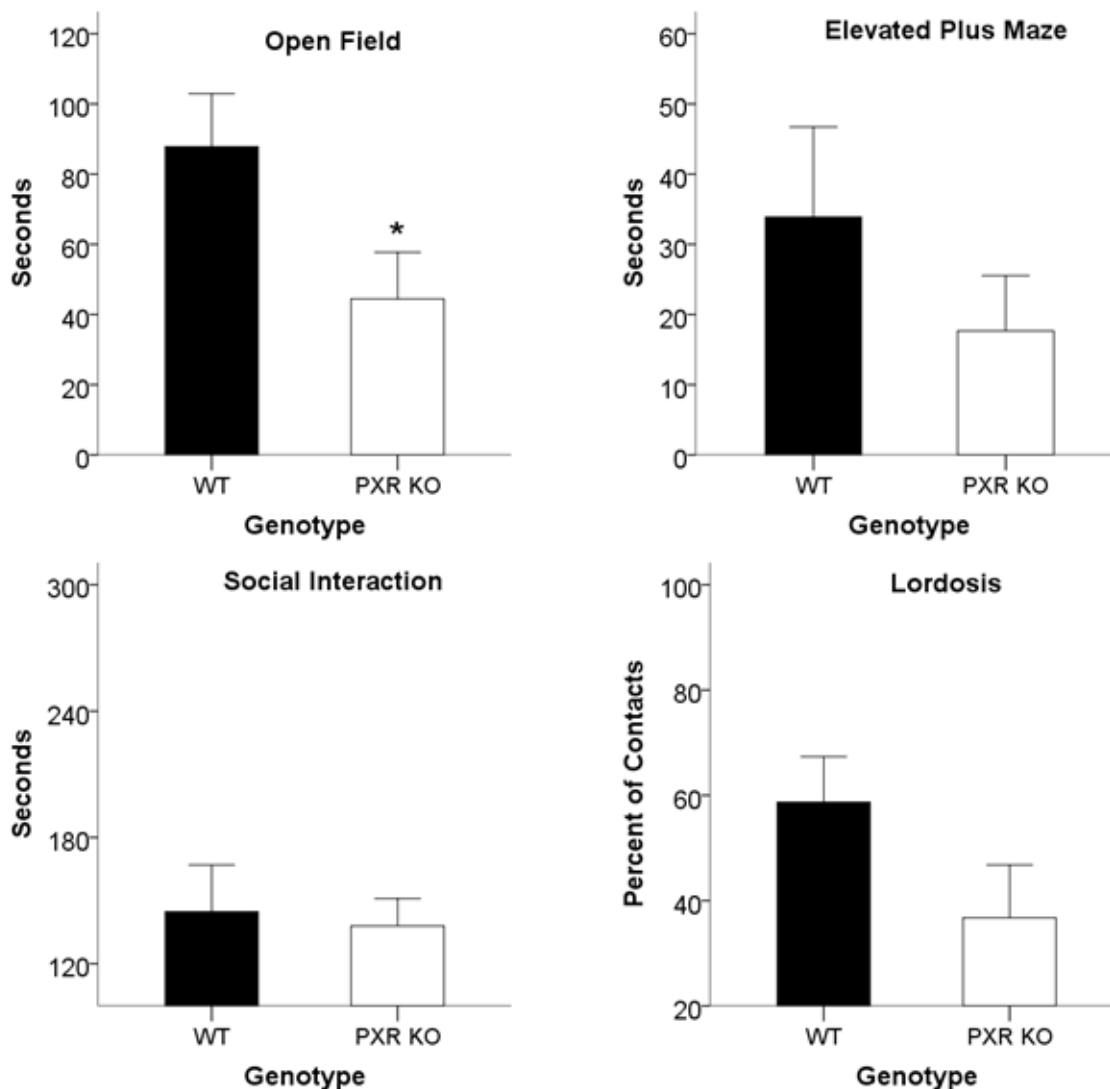 Open Field
Seconds
120
100
80
60
40
20
0
*
WT
PXR KO
Genotype
Elevated Plus Maze
Seconds
60
50
40
30
20
10
0
WT
PXR KO
Genotype
Social Interaction
Seconds
300
240
180
120
WT
PXR KO
Genotype
Lordosis
Percent of Contacts
100
80
60
40
20
WT
PXR KO
Genotype